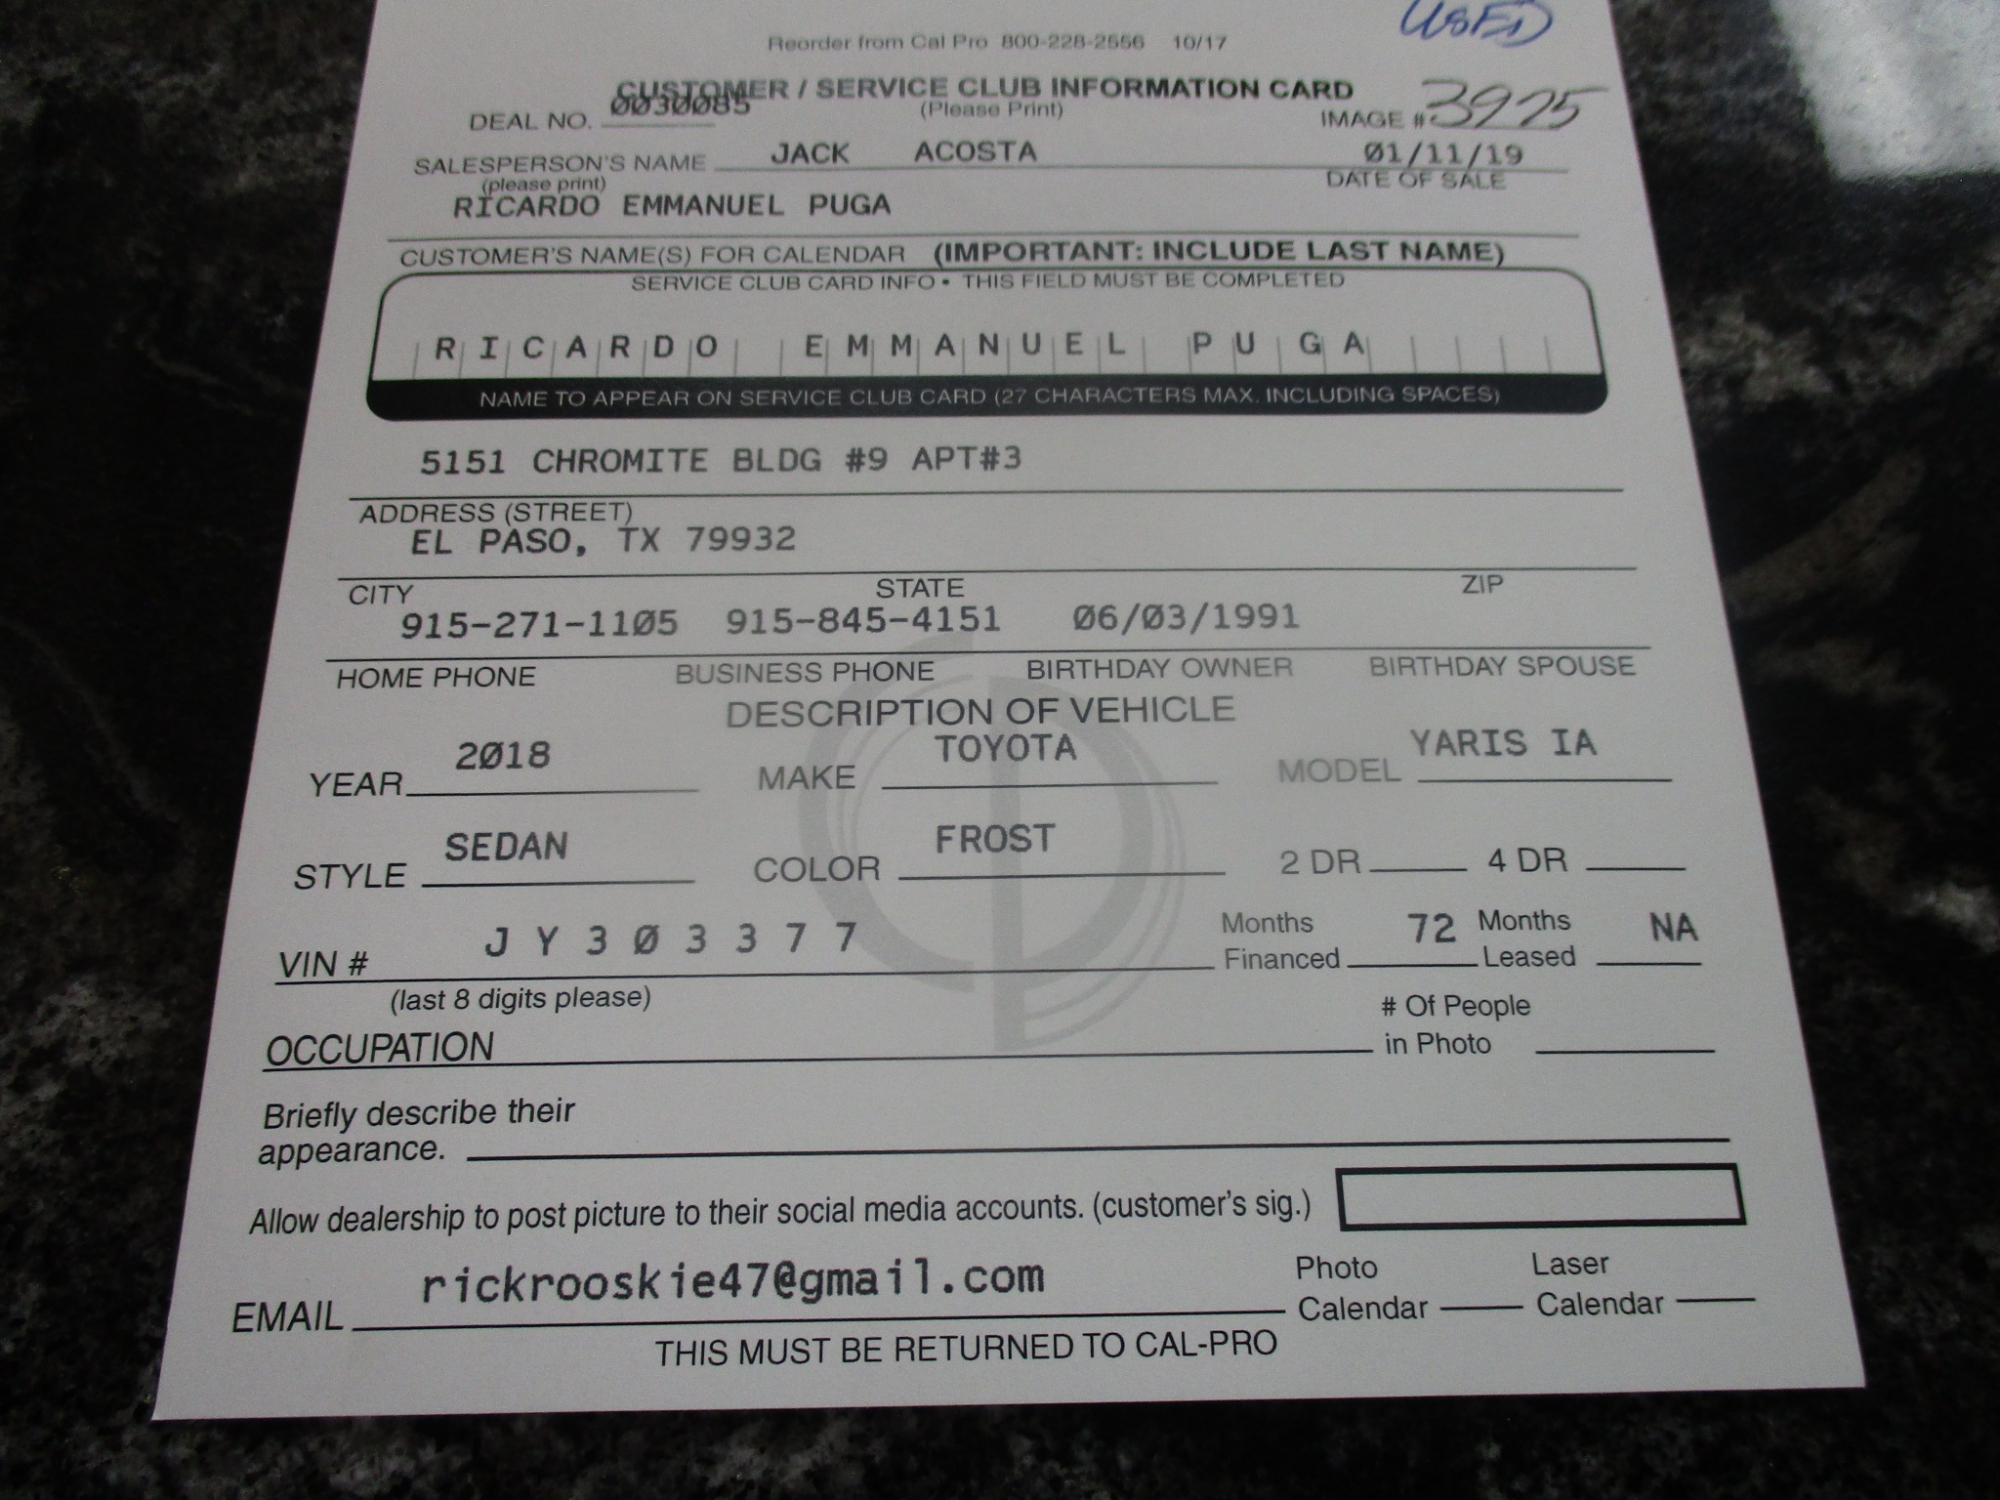 USED
Reorder from Cal Pro 800-228-2556 10/17
CUSTOMER / SERVICE CLUB INFORMATION CARD
DEAL NO. 0030085 (Please Print) IMAGE # 3975
SALESPERSON'S NAME JACK ACOSTA 01/11/19
(please print) DATE OF SALE
RICARDO EMMANUEL PUGA
CUSTOMER'S NAME(S) FOR CALENDAR (IMPORTANT: INCLUDE LAST NAME)
SERVICE CLUB CARD INFO • THIS FIELD MUST BE COMPLETED
RICARDO EMMANUEL PUGA
NAME TO APPEAR ON SERVICE CLUB CARD (27 CHARACTERS MAX. INCLUDING SPACES)
5151 CHROMITE BLDG #9 APT#3
ADDRESS (STREET)
EL PASO, TX 79932
CITY STATE ZIP
915-271-1105 915-845-4151 06/03/1991
HOME PHONE BUSINESS PHONE BIRTHDAY OWNER BIRTHDAY SPOUSE
DESCRIPTION OF VEHICLE
YEAR 2018 MAKE TOYOTA MODEL YARIS IA
STYLE SEDAN COLOR FROST 2 DR 4 DR
VIN # JY303377 Months Financed 72 Months Leased NA
(last 8 digits please)
OCCUPATION # Of People in Photo
Briefly describe their
appearance.
Allow dealership to post picture to their social media accounts. (customer's sig.)
EMAIL rickrooskie47@gmail.com Photo Calendar Laser Calendar
THIS MUST BE RETURNED TO CAL-PRO